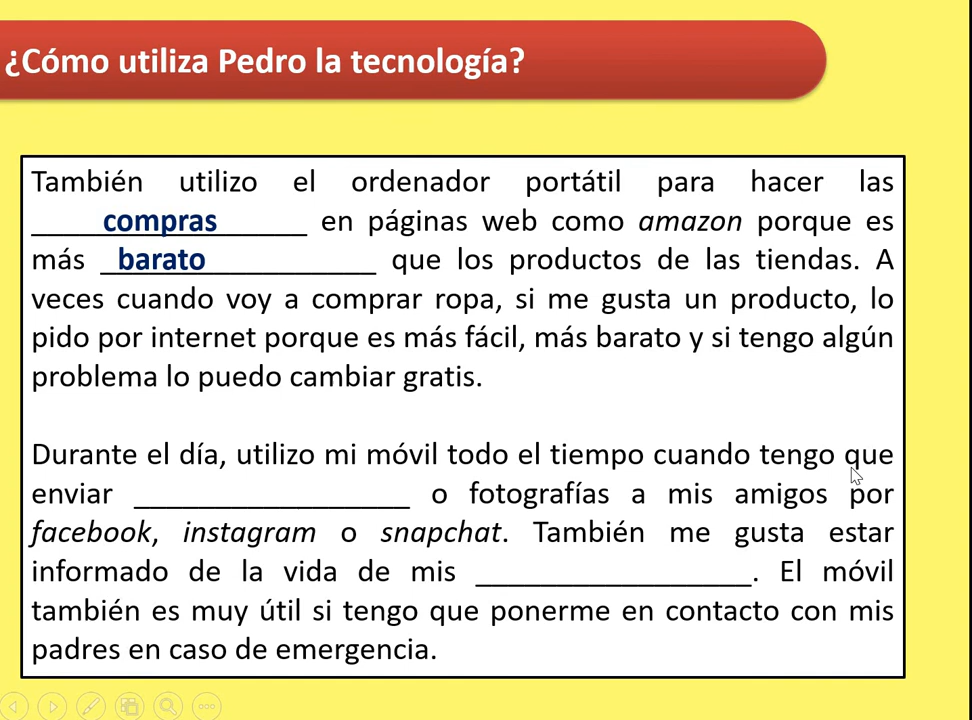 ¿Cómo utiliza Pedro la tecnología?
También utilizo el ordenador portátil para hacer las
compras en páginas web como amazon porque es
más barato que los productos de las tiendas. A
veces cuando voy a comprar ropa, si me gusta un producto, lo
pido por internet porque es más fácil, más barato y si tengo algún
problema lo puedo cambiar gratis.
Durante el día, utilizo mi móvil todo el tiempo cuando tengo que
enviar __________________ o fotografías a mis amigos por
facebook, instagram o snapchat. También me gusta estar
informado de la vida de mis __________________. El móvil
también es muy útil si tengo que ponerme en contacto con mis
padres en caso de emergencia.